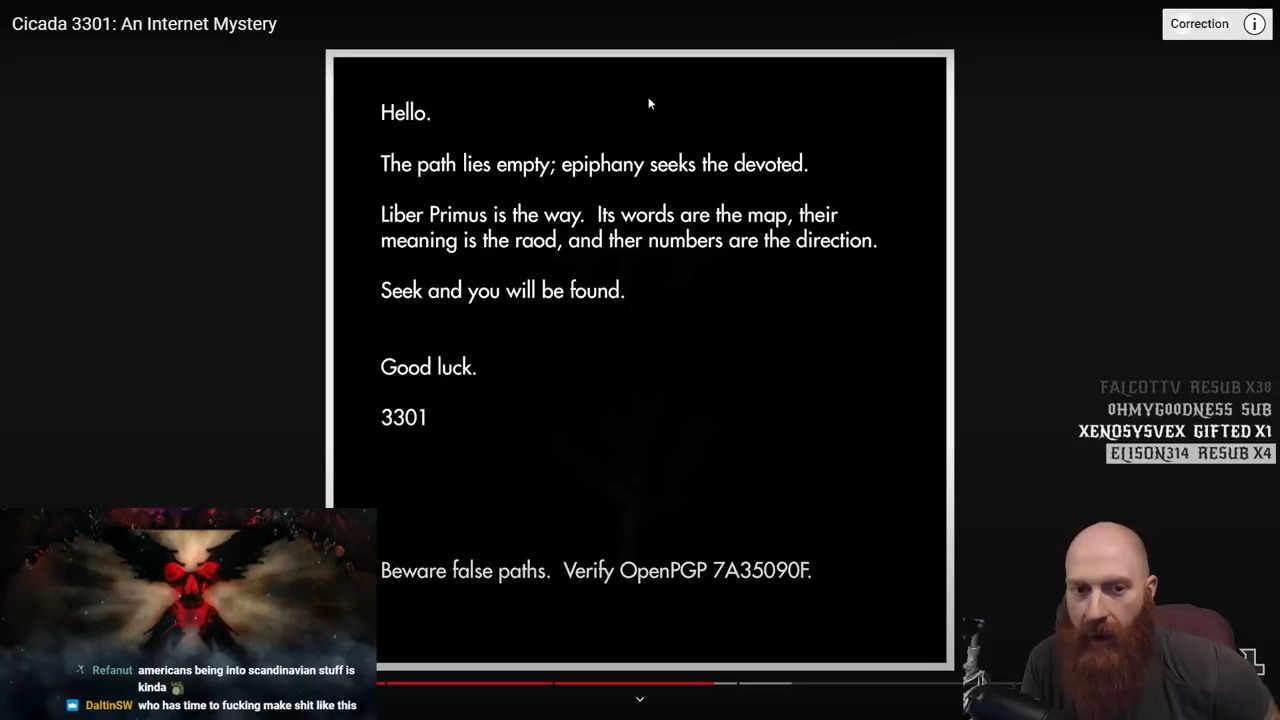 Cicada 3301: An Internet Mystery
Correction
Hello.
The path lies empty; epiphany seeks the devoted.
Liber Primus is the way. Its words are the map, their
meaning is the raod, and ther numbers are the direction.
Seek and you will be found.
Good luck.
3301
Beware false paths. Verify OpenPGP 7A35090F.
FALCOTTV RESUB X38
OHMYG00DNESS SUB
XENOSYSVEX GIFTED X1
ELISON314 RESUB X4
Refanut americans being into scandinavian stuff is
kinda
DaltinSW who has time to fucking make shit like this